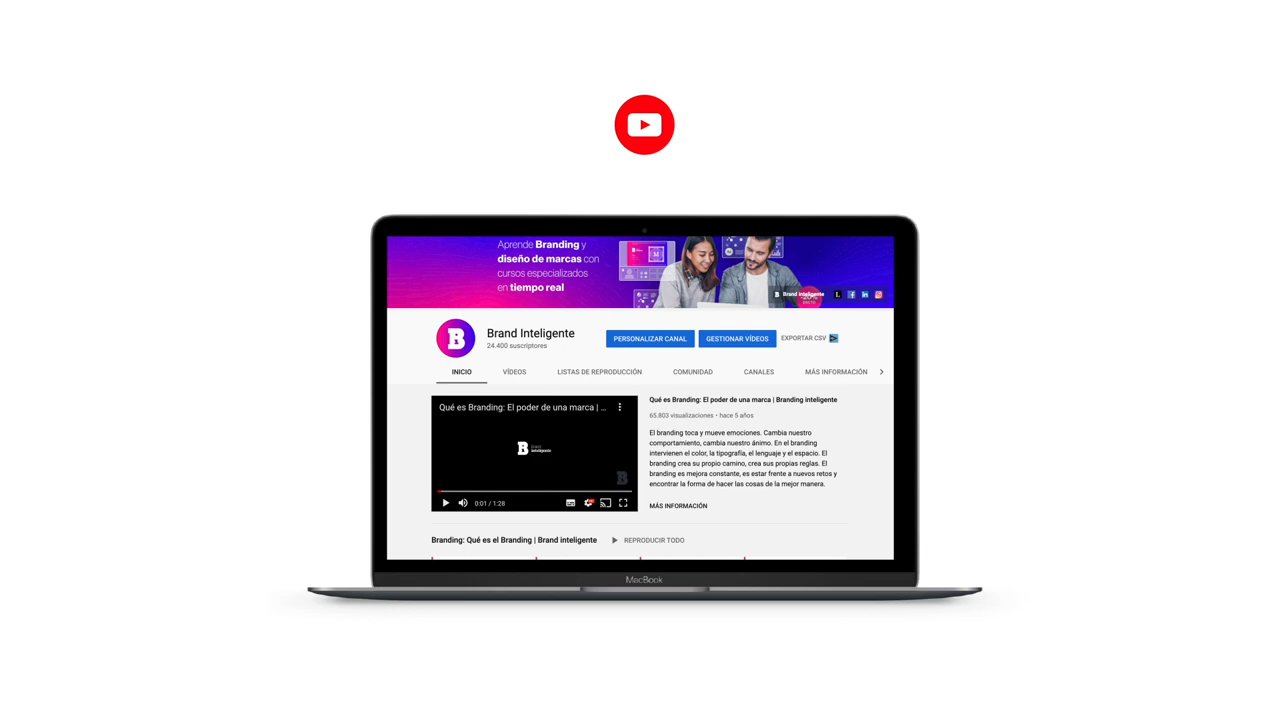 Aprende Branding y
diseño de marcas con
cursos especializados
en tiempo real
Brand Inteligente
Brand Inteligente
24.400 suscriptores
PERSONALIZAR CANAL
GESTIONAR VÍDEOS
EXPORTAR CSV
INICIO
VÍDEOS
LISTAS DE REPRODUCCIÓN
COMUNIDAD
CANALES
MÁS INFORMACIÓN
Qué es Branding: El poder de una marca | ...
0:01 / 1:28
Qué es Branding: El poder de una marca | Branding inteligente
65.803 visualizaciones • hace 5 años
El branding toca y mueve emociones. Cambia nuestro
comportamiento, cambia nuestro ánimo. En el branding
intervienen el color, la tipografía, el lenguaje y el espacio. El
branding crea su propio camino, crea sus propias reglas. El
branding es mejora constante, es estar frente a nuevos retos y
encontrar la forma de hacer las cosas de la mejor manera.
MÁS INFORMACIÓN
Branding: Qué es el Branding | Brand inteligente
REPRODUCIR TODO
MacBook